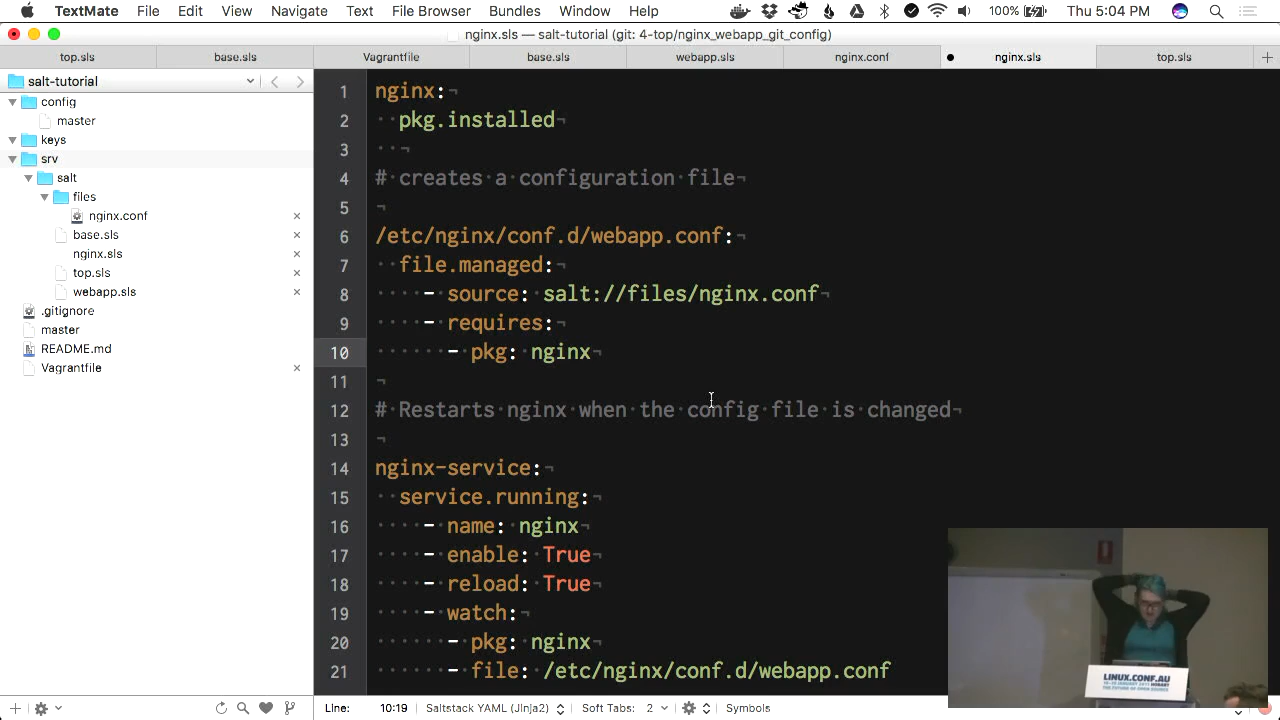 TextMate File Edit View Navigate Text File Browser Bundles Window Help 100% Thu 5:04 PM
nginx.sls — salt-tutorial (git: 4-top/nginx_webapp_git_config)
top.sls base.sls Vagrantfile base.sls webapp.sls nginx.conf nginx.sls top.sls
salt-tutorial
config
master
keys
srv
salt
files
nginx.conf
base.sls
nginx.sls
top.sls
webapp.sls
.gitignore
master
README.md
Vagrantfile
1 nginx:¬
2 ··pkg.installed¬
3 ··¬
4 #·creates·a·configuration·file¬
5 ¬
6 /etc/nginx/conf.d/webapp.conf:¬
7 ··file.managed:¬
8 ····-·source:·salt://files/nginx.conf¬
9 ····-·requires:¬
10 ······-·pkg:·nginx¬
11 ¬
12 #·Restarts·nginx·when·the·config·file·is·changed¬
13 ¬
14 nginx-service:¬
15 ··service.running:¬
16 ····-·name:·nginx¬
17 ····-·enable:·True¬
18 ····-·reload:·True¬
19 ····-·watch:¬
20 ······-·pkg:·nginx¬
21 ······-·file:·/etc/nginx/conf.d/webapp.conf
Line: YAML (Jinja2) Soft Tabs: 2 Symbols
LINUX.CONF.AU
THE FUTURE OF OPEN SOURCE